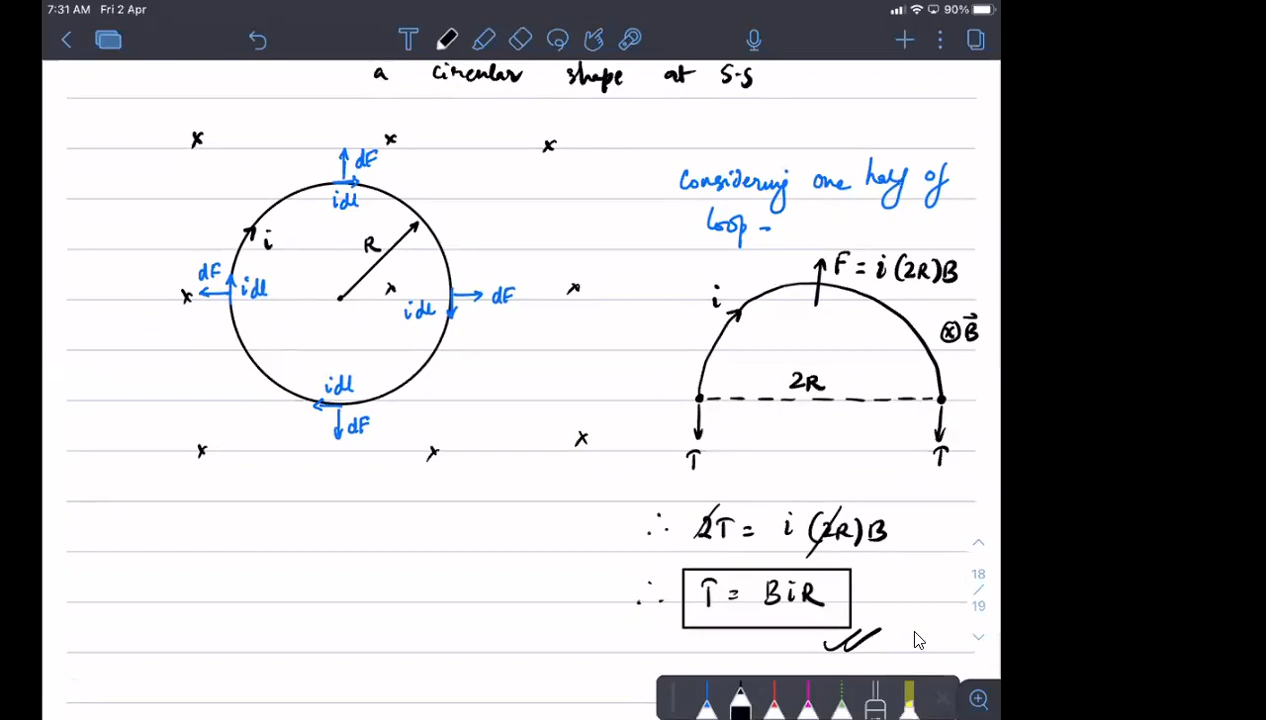 7:31 AM Fri 2 Apr
90%
a circular shape at S-S
x x x
dF
idl
i
R
dF
idl
x x x
idl
dF
idl
dF
x x x
Considering one half of
loop -
F = i(2R)B
i
⊗B⃗
2R
T T
∴ 2T = i (2R)B
∴ T = BiR
18
/
19